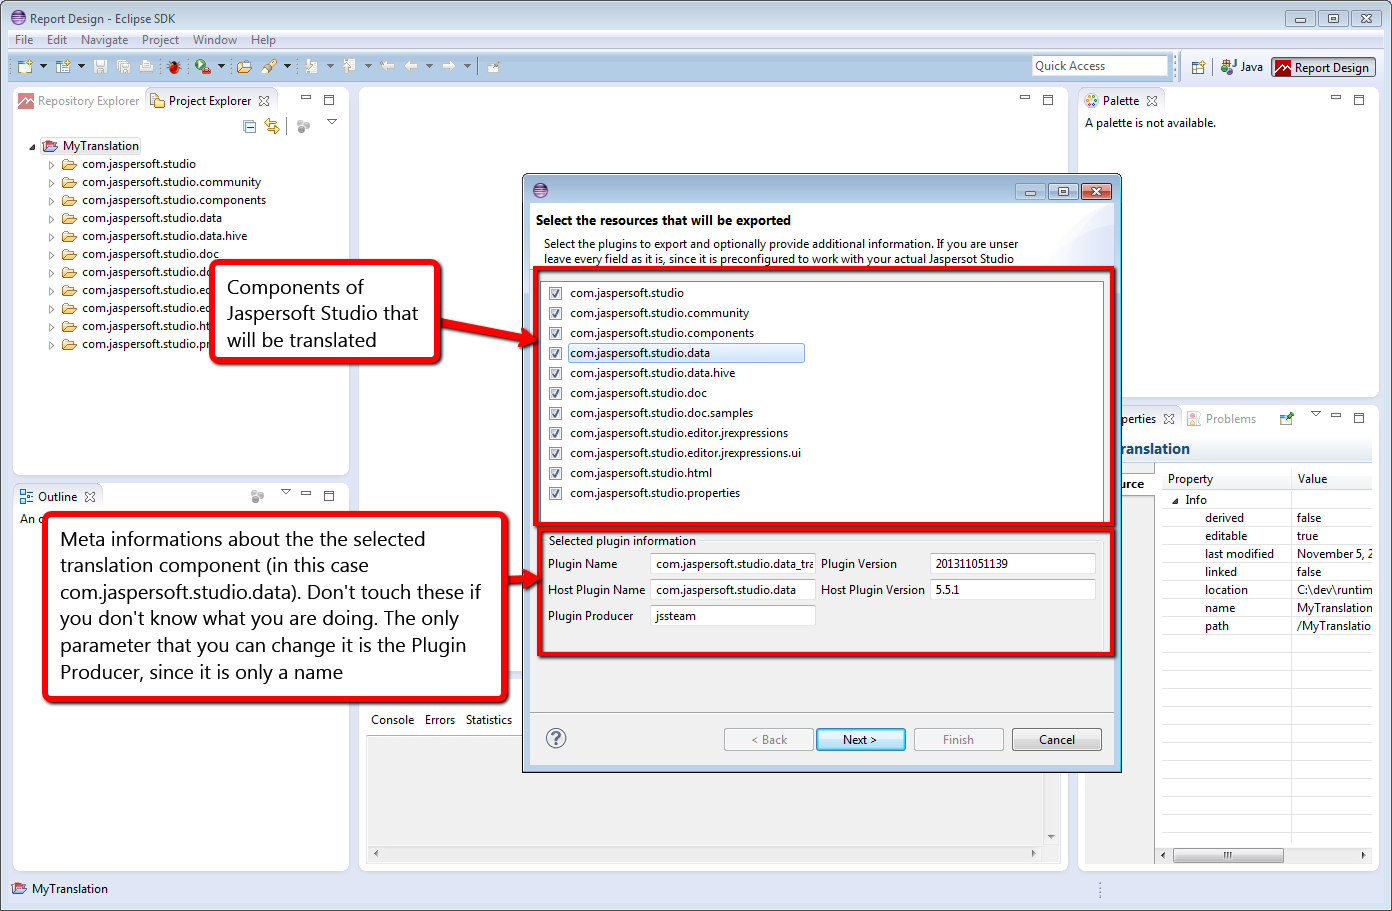 Report Design - Eclipse SDK
File Edit Navigate Project Window Help
Quick Access
Java
Report Design
Repository Explorer
Project Explorer
MyTranslation
com.jaspersoft.studio
com.jaspersoft.studio.community
com.jaspersoft.studio.components
com.jaspersoft.studio.data
com.jaspersoft.studio.data.hive
com.jaspersoft.studio.doc
com.jaspersoft.studio.do
com.jaspersoft.studio.ed
com.jaspersoft.studio.ed
com.jaspersoft.studio.ht
com.jaspersoft.studio.pr
Components of
Jaspersoft Studio that
will be translated
Outline
An o
Meta informations about the the selected
translation component (in this case
com.jaspersoft.studio.data). Don't touch these if
you don't know what you are doing. The only
parameter that you can change it is the Plugin
Producer, since it is only a name
Console Errors Statistics
Select the resources that will be exported
Select the plugins to export and optionally provide additional information. If you are unser
leave every field as it is, since it is preconfigured to work with your actual Jaspersot Studio
com.jaspersoft.studio
com.jaspersoft.studio.community
com.jaspersoft.studio.components
com.jaspersoft.studio.data
com.jaspersoft.studio.data.hive
com.jaspersoft.studio.doc
com.jaspersoft.studio.doc.samples
com.jaspersoft.studio.editor.jrexpressions
com.jaspersoft.studio.editor.jrexpressions.ui
com.jaspersoft.studio.html
com.jaspersoft.studio.properties
Selected plugin information
Plugin Name com.jaspersoft.studio.data_tra Plugin Version 201311051139
Host Plugin Name com.jaspersoft.studio.data Host Plugin Version 5.5.1
Plugin Producer jssteam
< Back Next > Finish Cancel
Palette
A palette is not available.
perties Problems
ranslation
urce
Property Value
Info
derived false
editable true
last modified November 5, 2
linked false
location C:\dev\runtim
name MyTranslation
path /MyTranslatio
MyTranslation